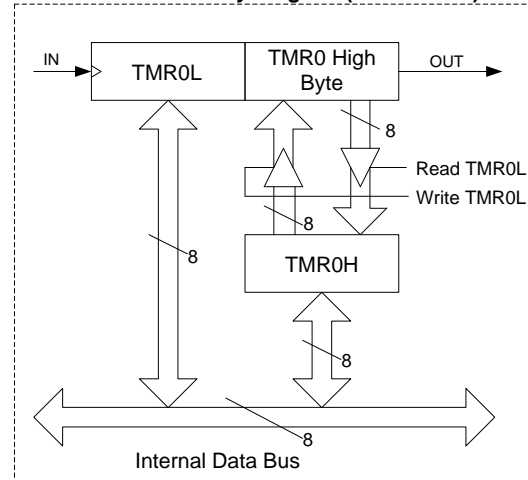 IN
TMR0L
TMR0 High
Byte
OUT
8
Read TMR0L
Write TMR0L
8
8
TMR0H
8
8
Internal Data Bus